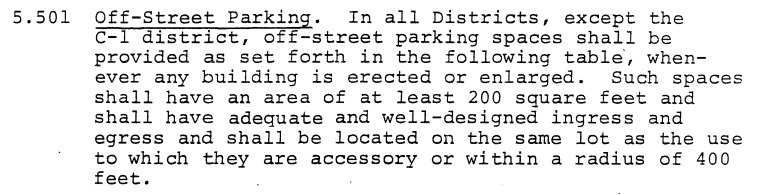 5.501 Off-Street Parking. In all Districts, except the
C-1 district, off-street parking spaces shall be
provided as set forth in the following table, when-
ever any building is erected or enlarged. Such spaces
shall have an area of at least 200 square feet and
shall have adequate and well-designed ingress and
egress and shall be located on the same lot as the use
to which they are accessory or within a radius of 400
feet.